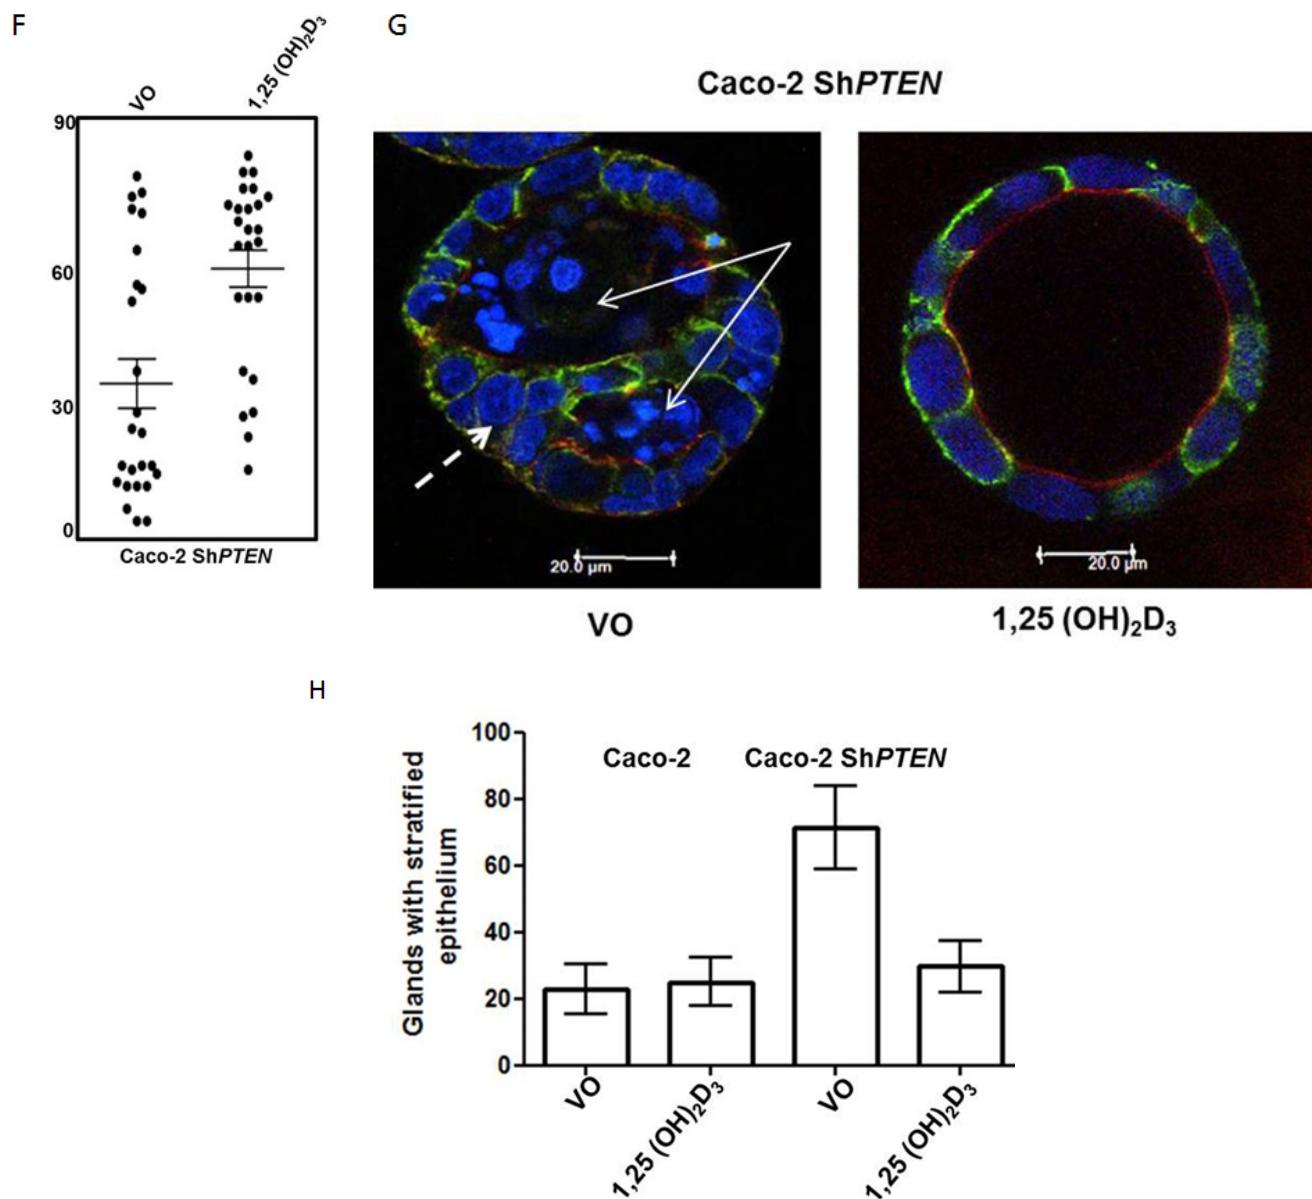 F
VO
1,25 (OH)₂D₃
90
60
30
0
Caco-2 ShPTEN
G
Caco-2 ShPTEN
20.0 µm
20.0 µm
VO
1,25 (OH)₂D₃
H
Glands with stratified
epithelium
100
80
60
40
20
0
Caco-2
Caco-2 ShPTEN
VO
1,25 (OH)₂D₃
VO
1,25 (OH)₂D₃